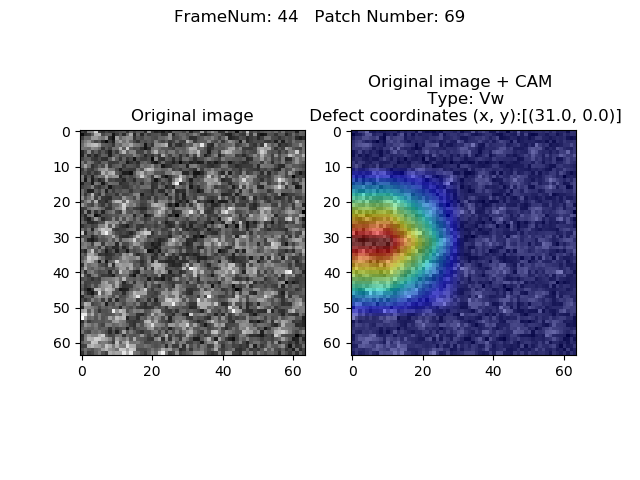 FrameNum: 44   Patch Number: 69
Original image
Original image + CAM
Type: Vw
Defect coordinates (x, y):[(31.0, 0.0)]
0
10
20
30
40
50
60
0 20 40 60
0
10
20
30
40
50
60
0 20 40 60